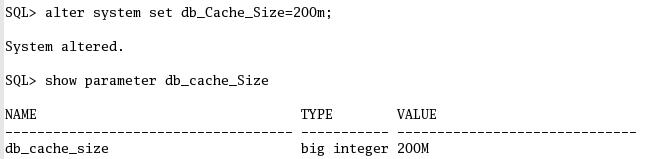 SQL> alter system set db_Cache_Size=200m;
System altered.
SQL> show parameter db_cache_Size
NAME TYPE VALUE
------------------------------------ ----------- ------------------------------
db_cache_size big integer 200M